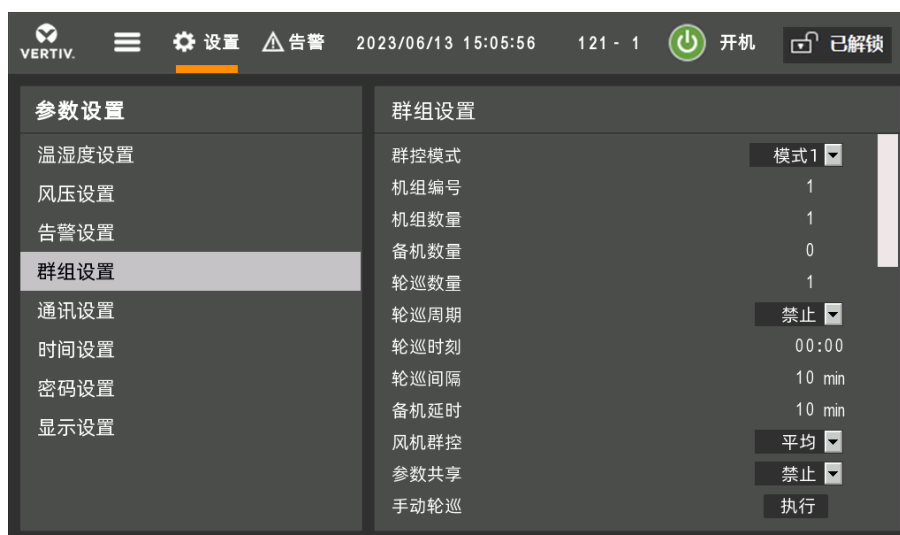 VERTIV. 设置 告警 2023/06/13 15:05:56 121 - 1 开机 已解锁
参数设置
温湿度设置
风压设置
告警设置
群组设置
通讯设置
时间设置
密码设置
显示设置
群组设置
群控模式 模式1
机组编号 1
机组数量 1
备机数量 0
轮巡数量 1
轮巡周期 禁止
轮巡时刻 00:00
轮巡间隔 10 min
备机延时 10 min
风机群控 平均
参数共享 禁止
手动轮巡 执行